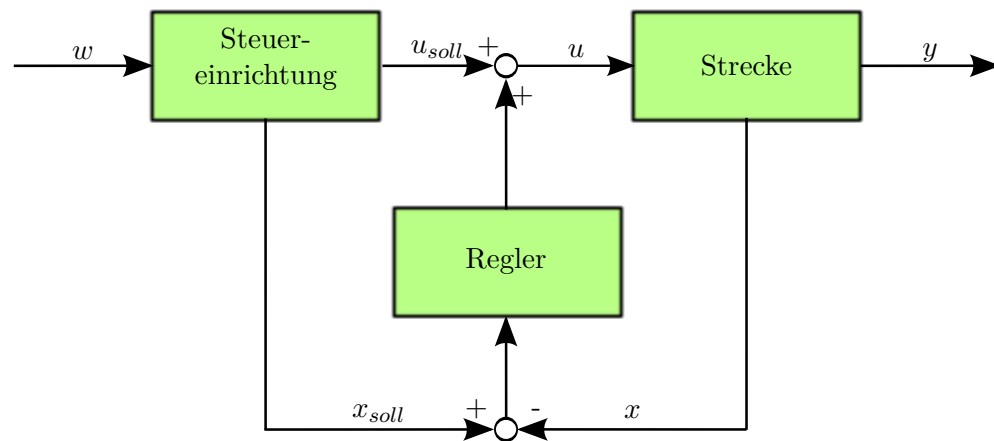 w
Steuer-
einrichtung
u_soll
+
+
u
Strecke
y
Regler
x_soll
+
-
x